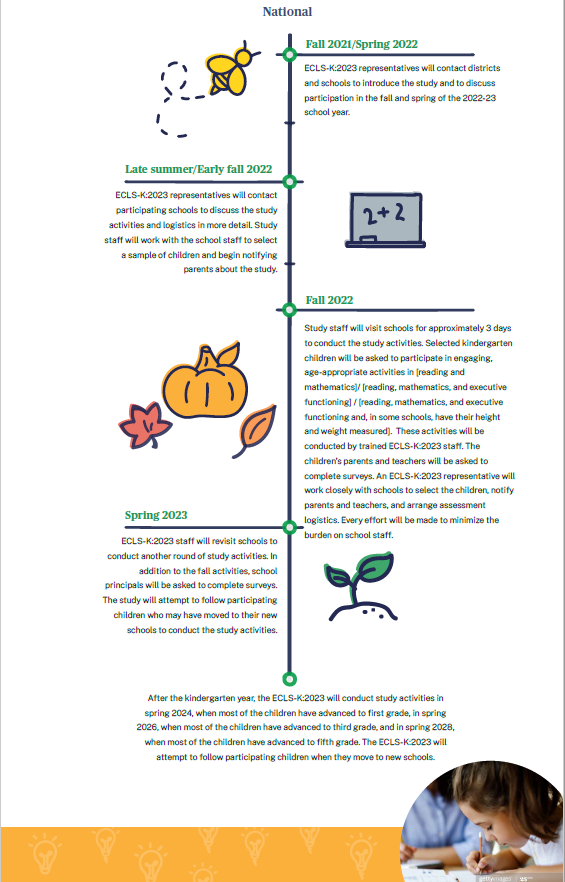 National
Fall 2021/Spring 2022
ECLS-K:2023 representatives will contact districts
and schools to introduce the study and to discuss
participation in the fall and spring of the 2022-23
school year.
Late summer/Early fall 2022
ECLS-K:2023 representatives will contact
participating schools to discuss the study
activities and logistics in more detail. Study
staff will work with the school staff to select
a sample of children and begin notifying
parents about the study.
2+2
Fall 2022
Study staff will visit schools for approximately 3 days
to conduct the study activities. Selected kindergarten
children will be asked to participate in engaging,
age-appropriate activities in [reading and
mathematics]/ [reading, mathematics, and executive
functioning] / [reading, mathematics, and executive
functioning and, in some schools, have their height
and weight measured]. These activities will be
conducted by trained ECLS-K:2023 staff. The
children's parents and teachers will be asked to
complete surveys. An ECLS-K:2023 representative will
work closely with schools to select the children, notify
parents and teachers, and arrange assessment
logistics. Every effort will be made to minimize the
burden on school staff.
Spring 2023
ECLS-K:2023 staff will revisit schools to
conduct another round of study activities. In
addition to the fall activities, school
principals will be asked to complete surveys.
The study will attempt to follow participating
children who may have moved to their new
schools to conduct the study activities.
After the kindergarten year, the ECLS-K:2023 will conduct study activities in
spring 2024, when most of the children have advanced to first grade, in spring
2026, when most of the children have advanced to third grade, and in spring 2028,
when most of the children have advanced to fifth grade. The ECLS-K:2023 will
attempt to follow participating children when they move to new schools.